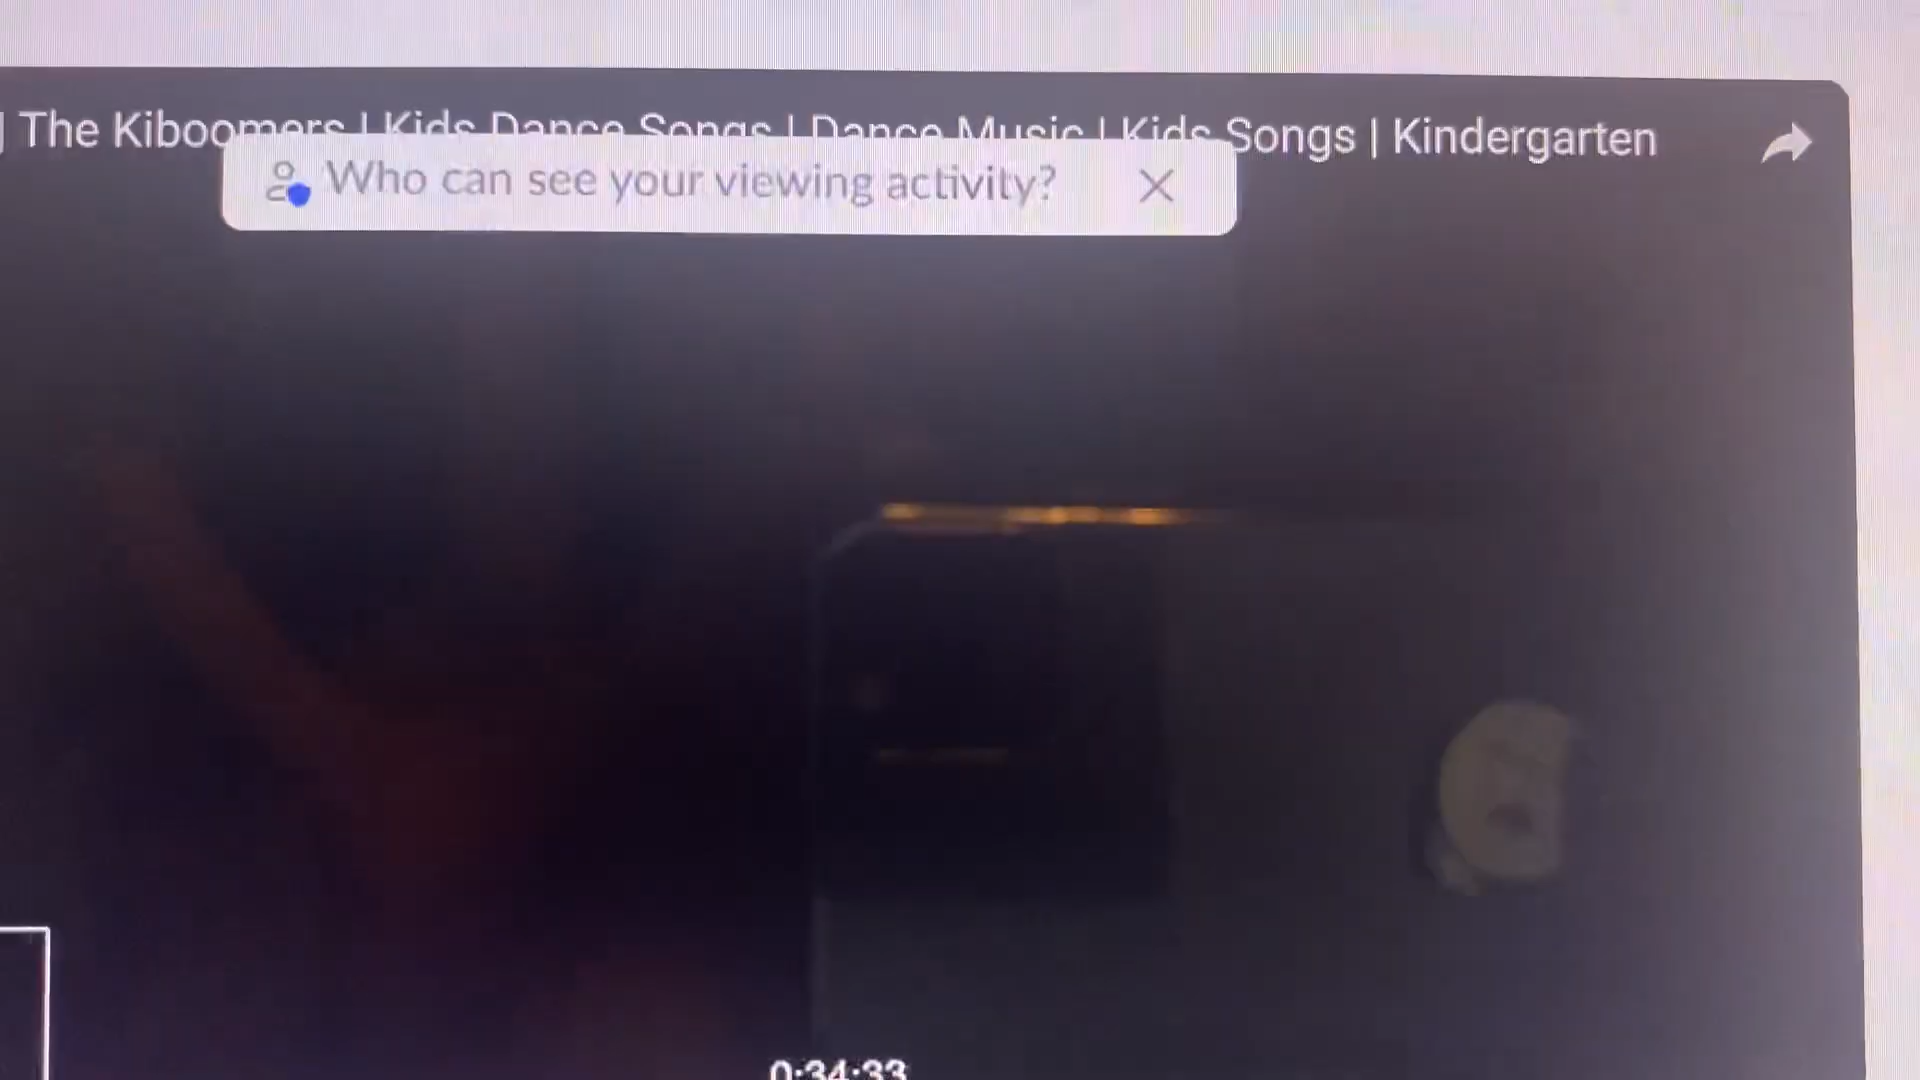 | The Kiboomers | Kids Dance Songs | Dance Music | Kids Songs | Kindergarten
Who can see your viewing activity?
0:34:33